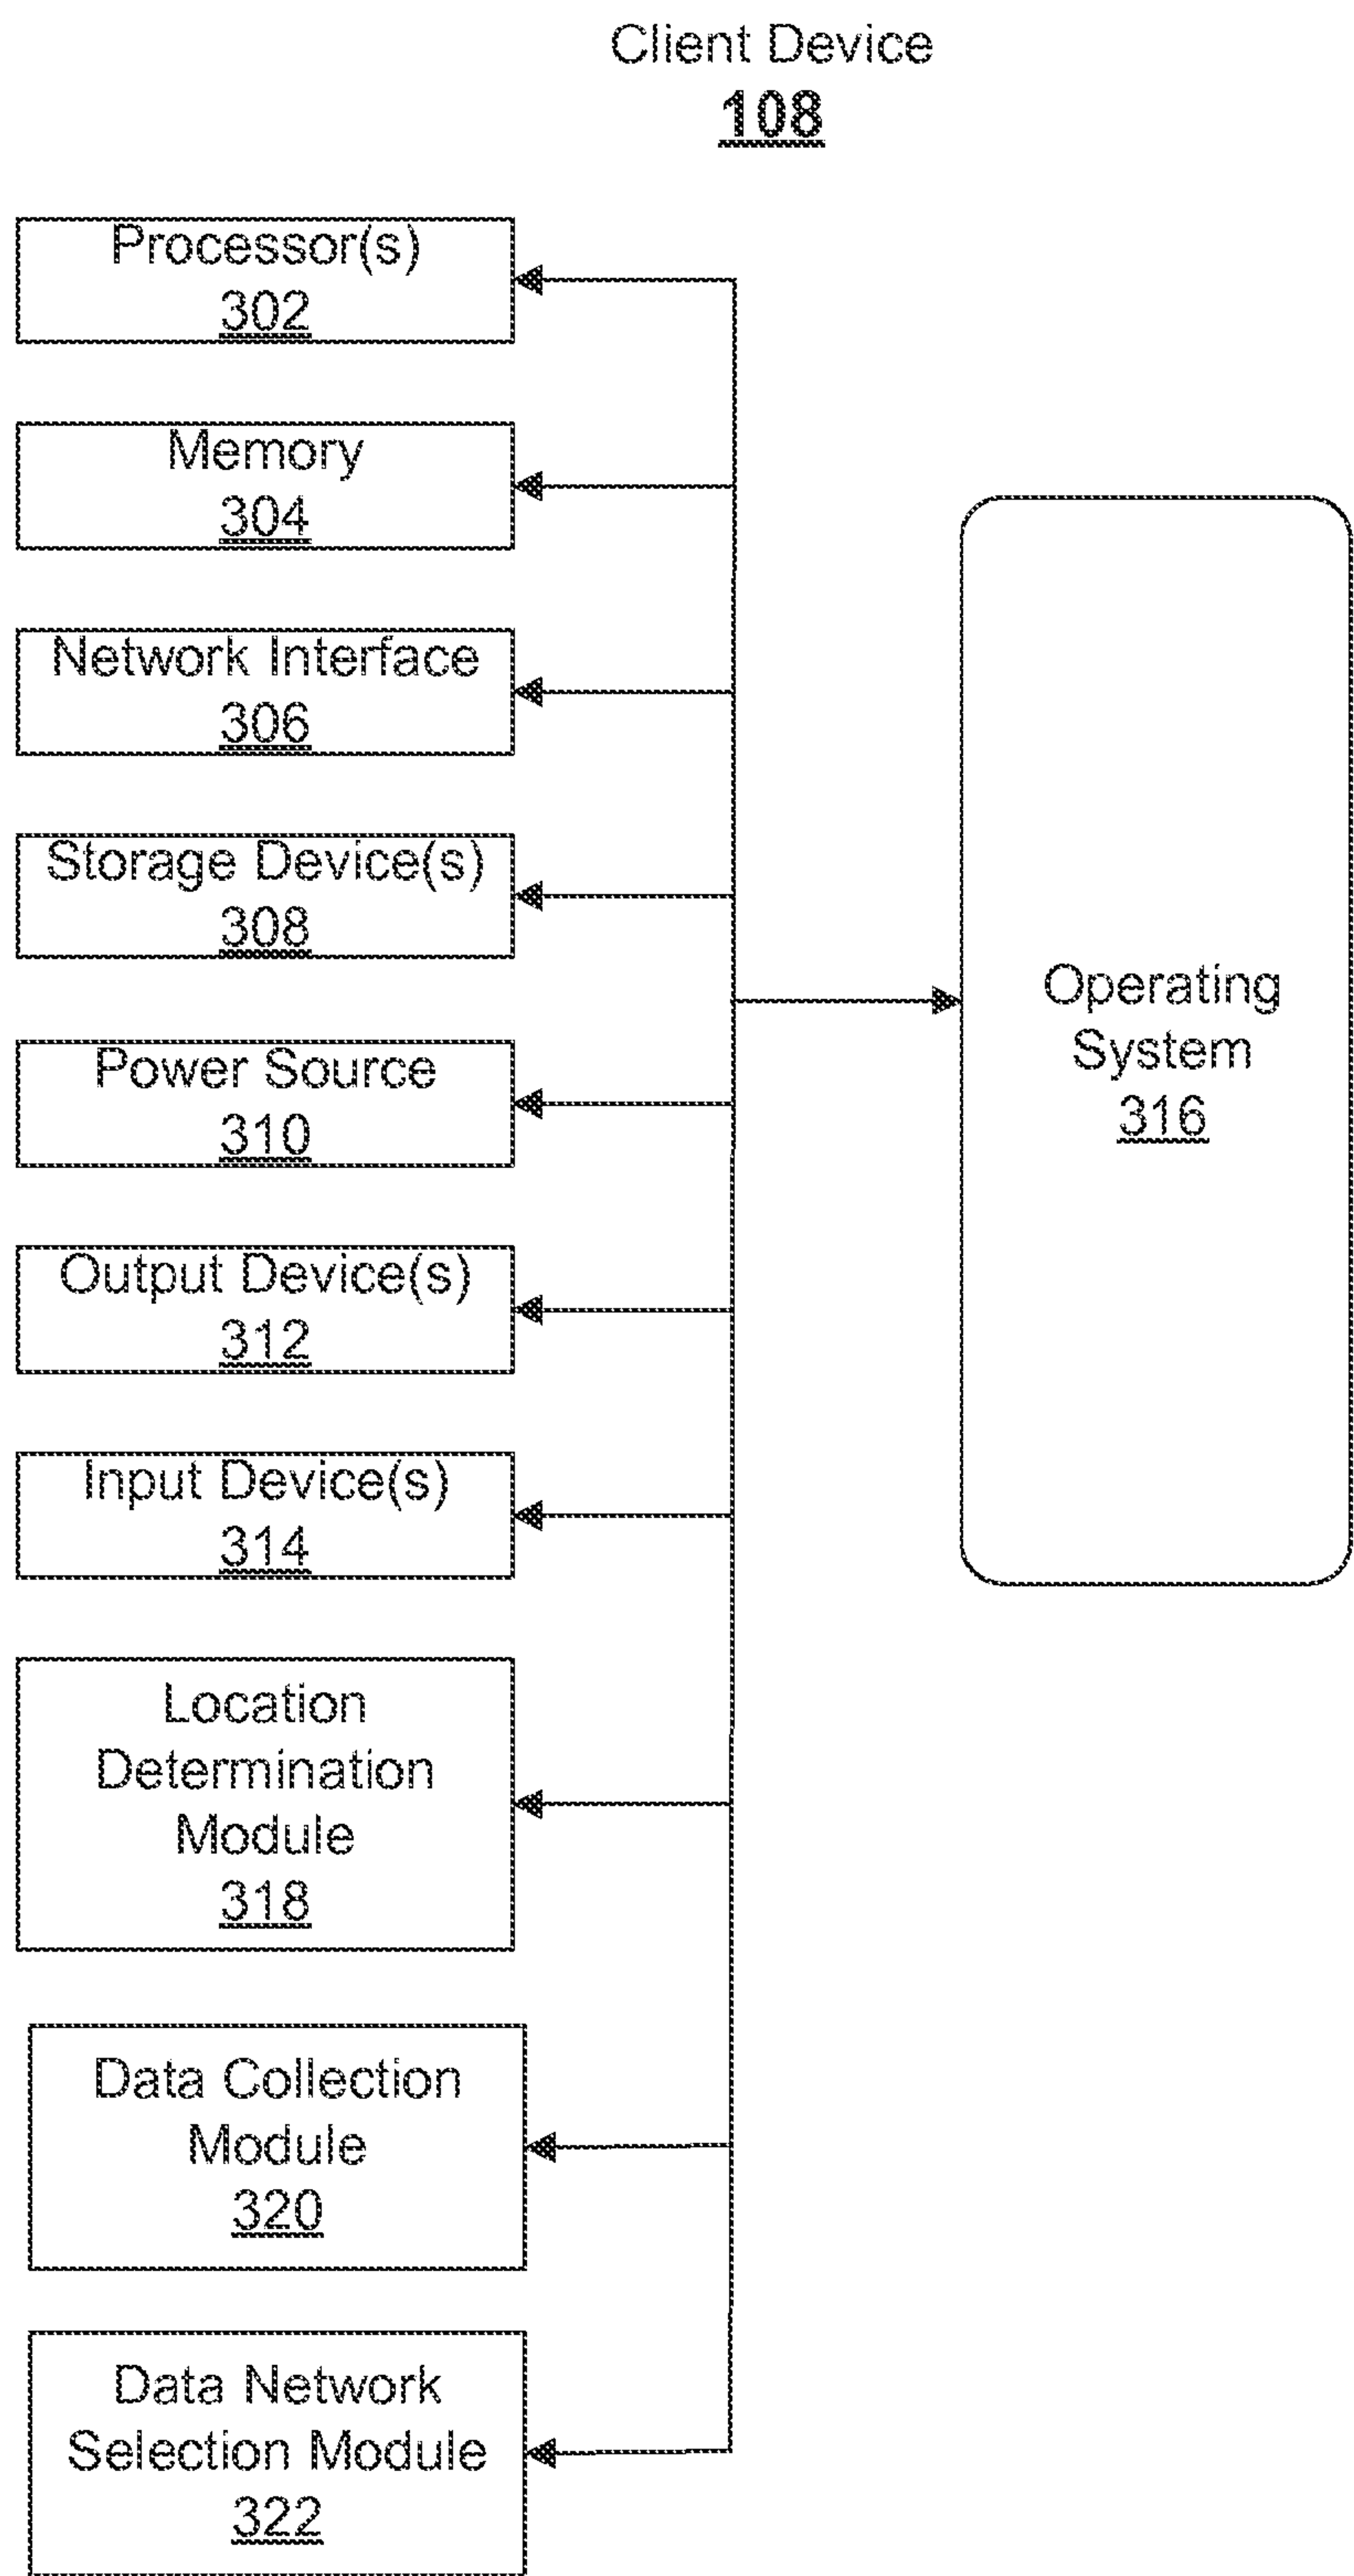 Client Device
108
Processor(s)
302
Memory
304
Network Interface
306
Storage Device(s)
308
Power Source
310
Output Device(s)
312
Input Device(s)
314
Location
Determination
Module
318
Data Collection
Module
320
Data Network
Selection Module
322
Operating
System
316